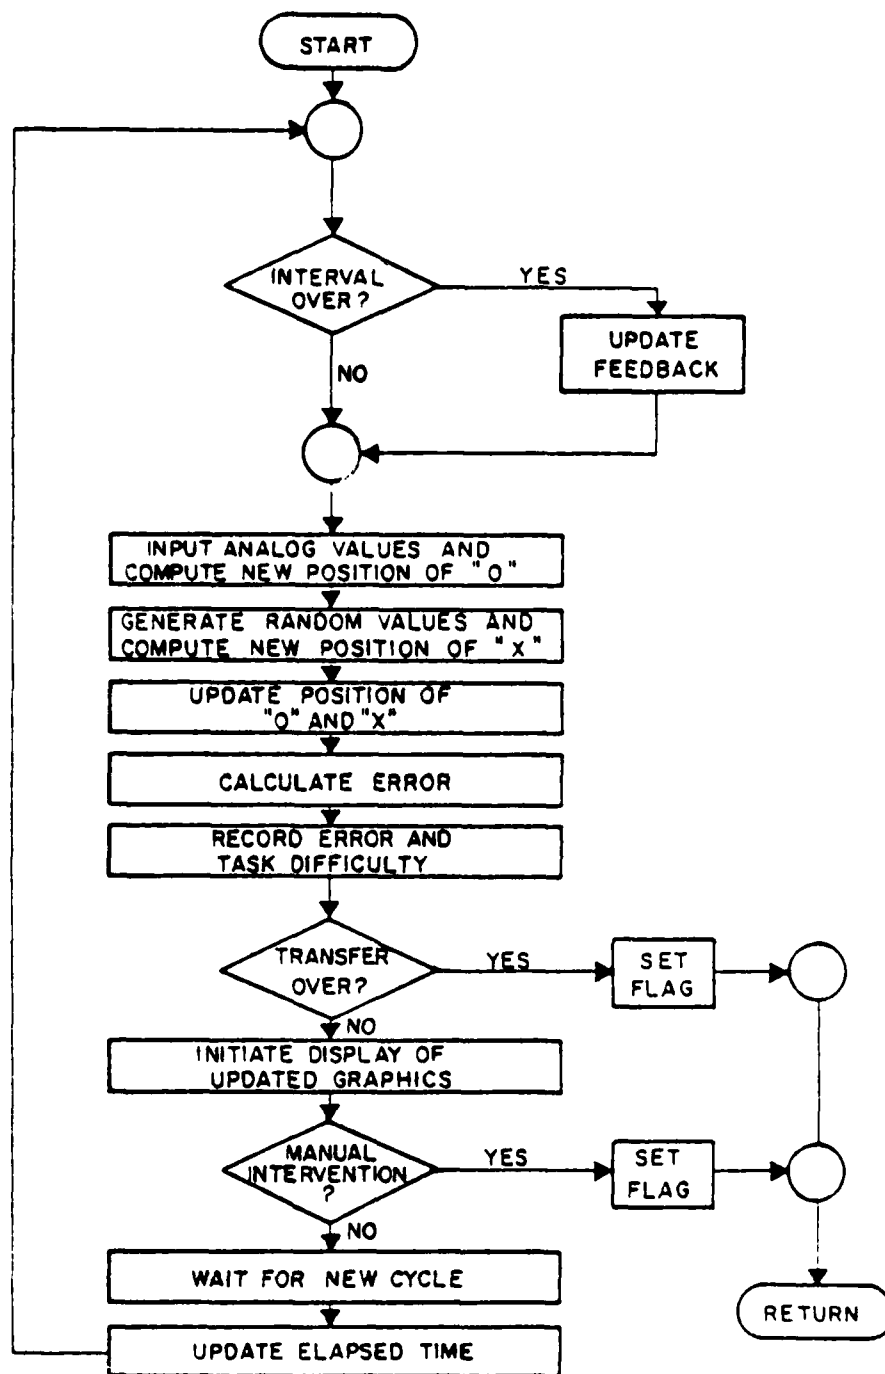 START
INTERVAL
OVER?
YES
UPDATE
FEEDBACK
NO
INPUT ANALOG VALUES AND
COMPUTE NEW POSITION OF "O"
GENERATE RANDOM VALUES AND
COMPUTE NEW POSITION OF "X"
UPDATE POSITION OF
"O" AND "X"
CALCULATE ERROR
RECORD ERROR AND
TASK DIFFICULTY
TRANSFER
OVER?
YES
SET
FLAG
NO
INITIATE DISPLAY OF
UPDATED GRAPHICS
MANUAL
INTERVENTION
?
YES
SET
FLAG
NO
WAIT FOR NEW CYCLE
RETURN
UPDATE ELAPSED TIME